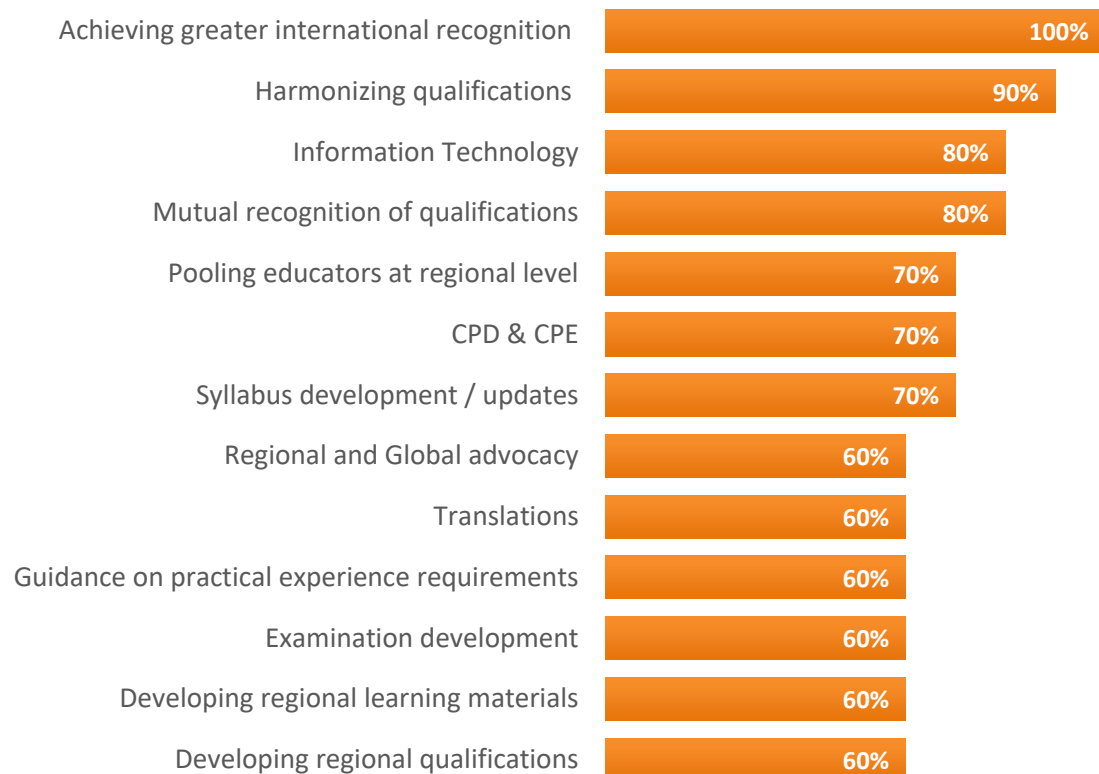 Achieving greater international recognition 100%
Harmonizing qualifications 90%
Information Technology 80%
Mutual recognition of qualifications 80%
Pooling educators at regional level 70%
CPD & CPE 70%
Syllabus development / updates 70%
Regional and Global advocacy 60%
Translations 60%
Guidance on practical experience requirements 60%
Examination development 60%
Developing regional learning materials 60%
Developing regional qualifications 60%